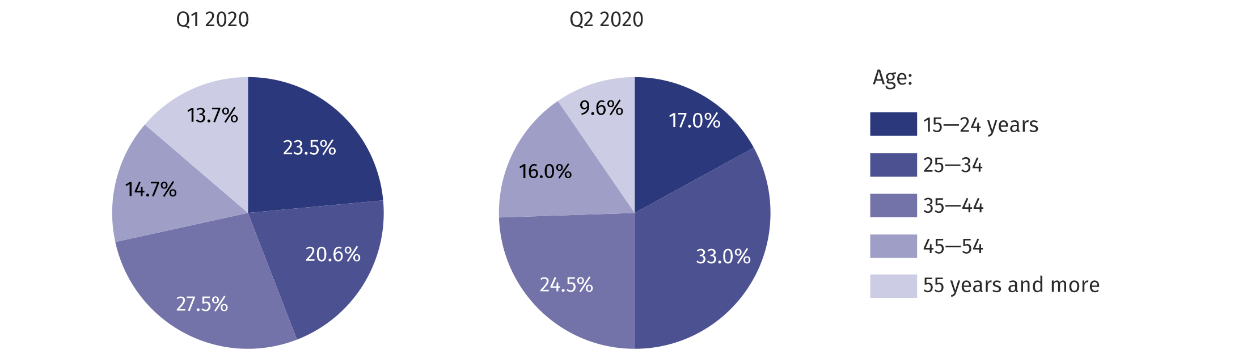 Q1 2020
Q2 2020
13.7%
23.5%
14.7%
20.6%
27.5%
9.6%
17.0%
16.0%
33.0%
24.5%
Age:
15—24 years
25—34
35—44
45—54
55 years and more